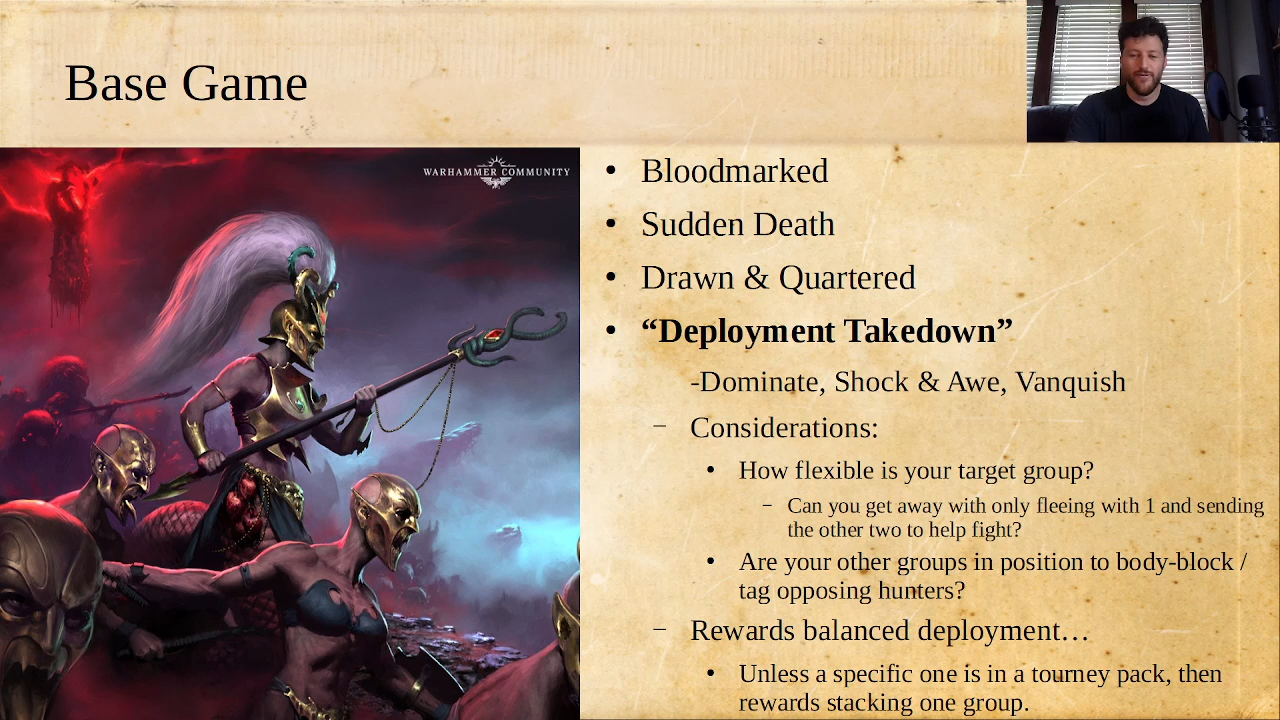 Base Game
WARHAMMER COMMUNITY
• Bloodmarked
• Sudden Death
• Drawn & Quartered
• “Deployment Takedown”
-Dominate, Shock & Awe, Vanquish
– Considerations:
• How flexible is your target group?
– Can you get away with only fleeing with 1 and sending
the other two to help fight?
• Are your other groups in position to body-block /
tag opposing hunters?
– Rewards balanced deployment…
• Unless a specific one is in a tourney pack, then
rewards stacking one group.